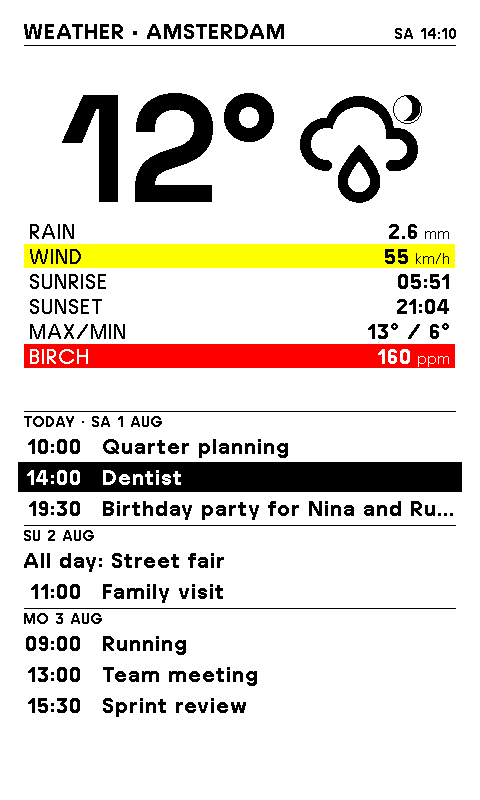 WEATHER · AMSTERDAM SA 14:10
12°
RAIN 2.6 mm
WIND 55 km/h
SUNRISE 05:51
SUNSET 21:04
MAX/MIN 13° / 6°
BIRCH 160 ppm
TODAY · SA 1 AUG
10:00 Quarter planning
14:00 Dentist
19:30 Birthday party for Nina and Ru...
SU 2 AUG
All day: Street fair
11:00 Family visit
MO 3 AUG
09:00 Running
13:00 Team meeting
15:30 Sprint review